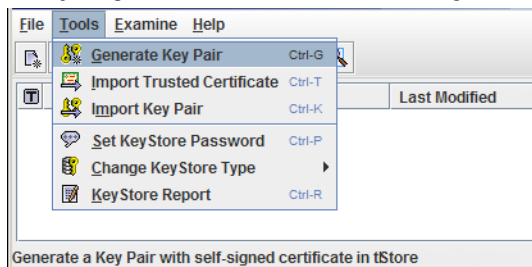 File Tools Examine Help
Generate Key Pair Ctrl-G
Import Trusted Certificate Ctrl-T
T Last Modified
Import Key Pair Ctrl-K
Set KeyStore Password Ctrl-P
Change KeyStore Type
KeyStore Report Ctrl-R
Generate a Key Pair with self-signed certificate in tStore